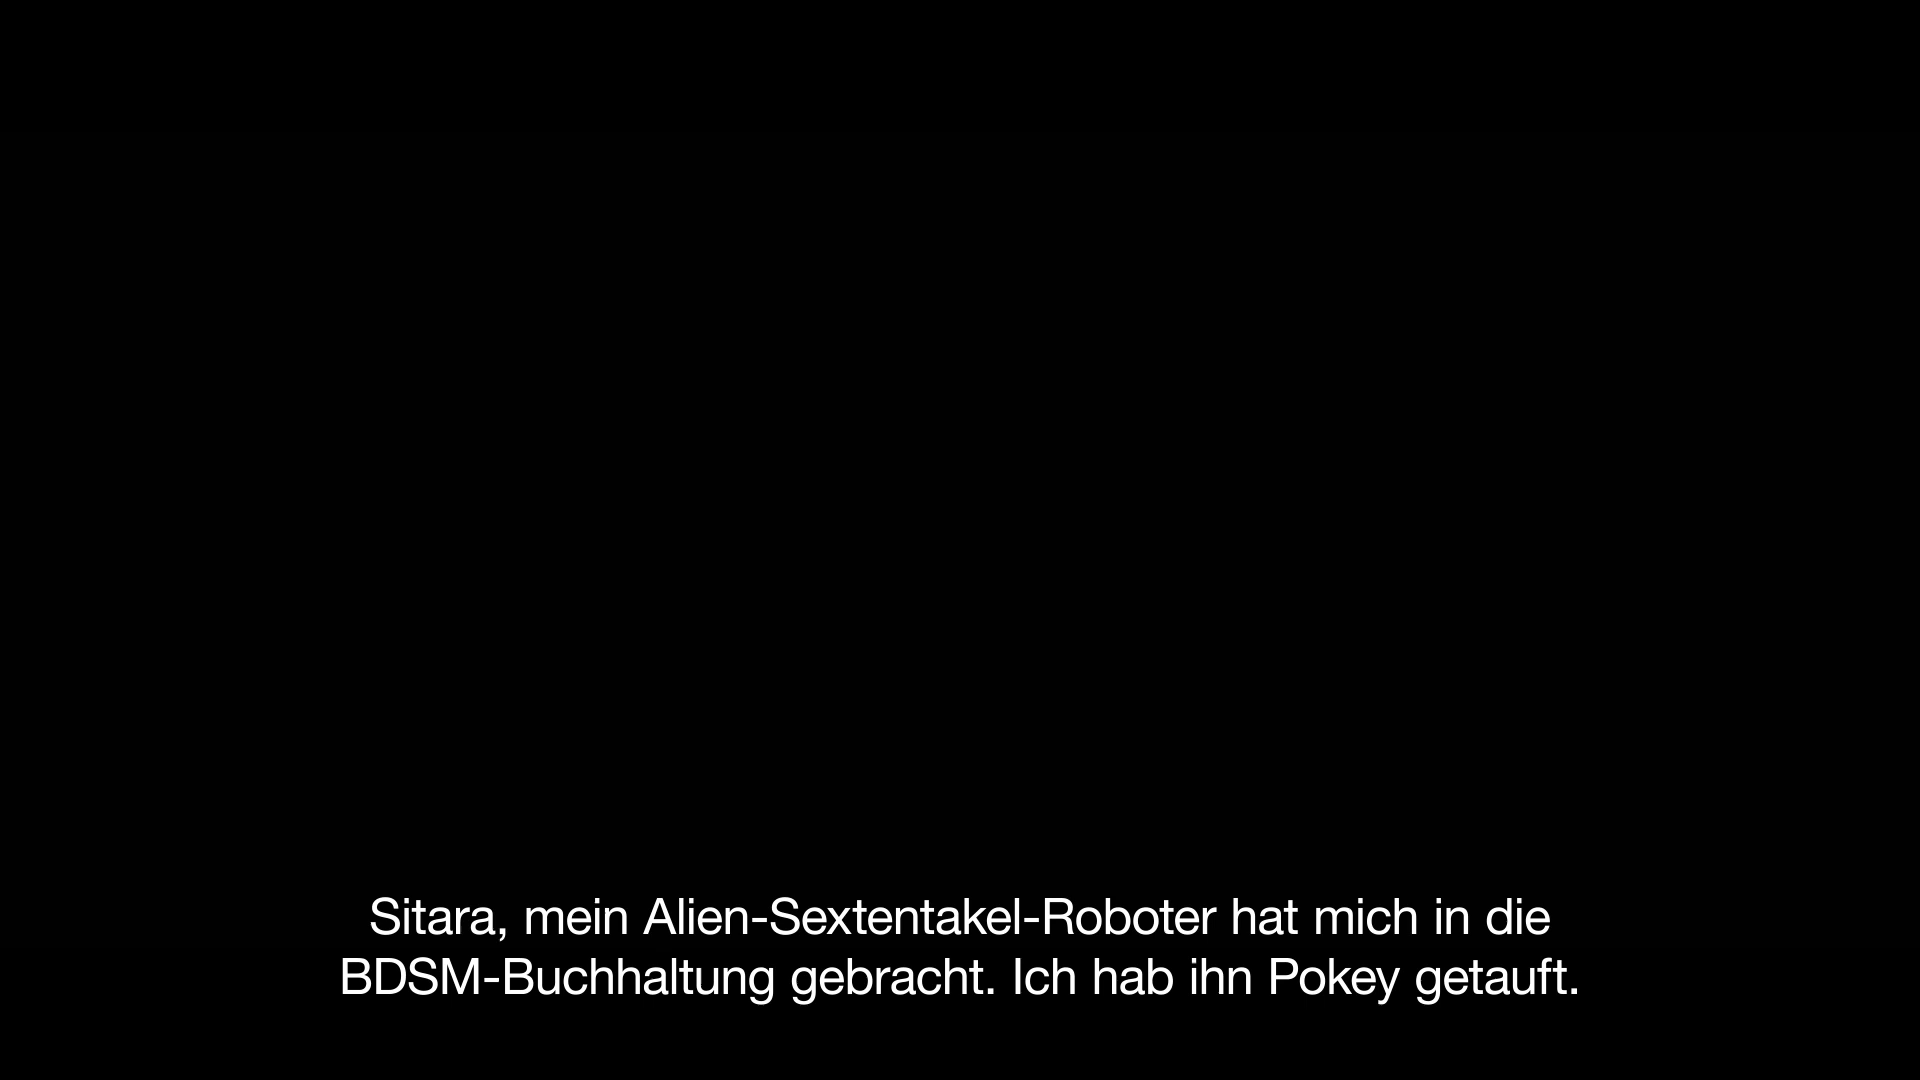 Sitara, mein Alien-Sextentakel-Roboter hat mich in die
BDSM-Buchhaltung gebracht. Ich hab ihn Pokey getauft.